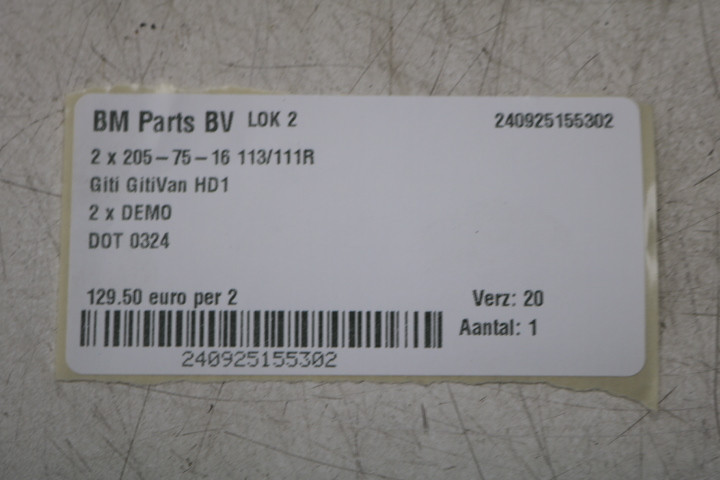 BM Parts BV LOK 2 240925155302
2 x 205-75-16 113/111R
Giti GitiVan HD1
2 x DEMO
DOT 0324
129.50 euro per 2 Verz: 20
Aantal: 1
240925155302